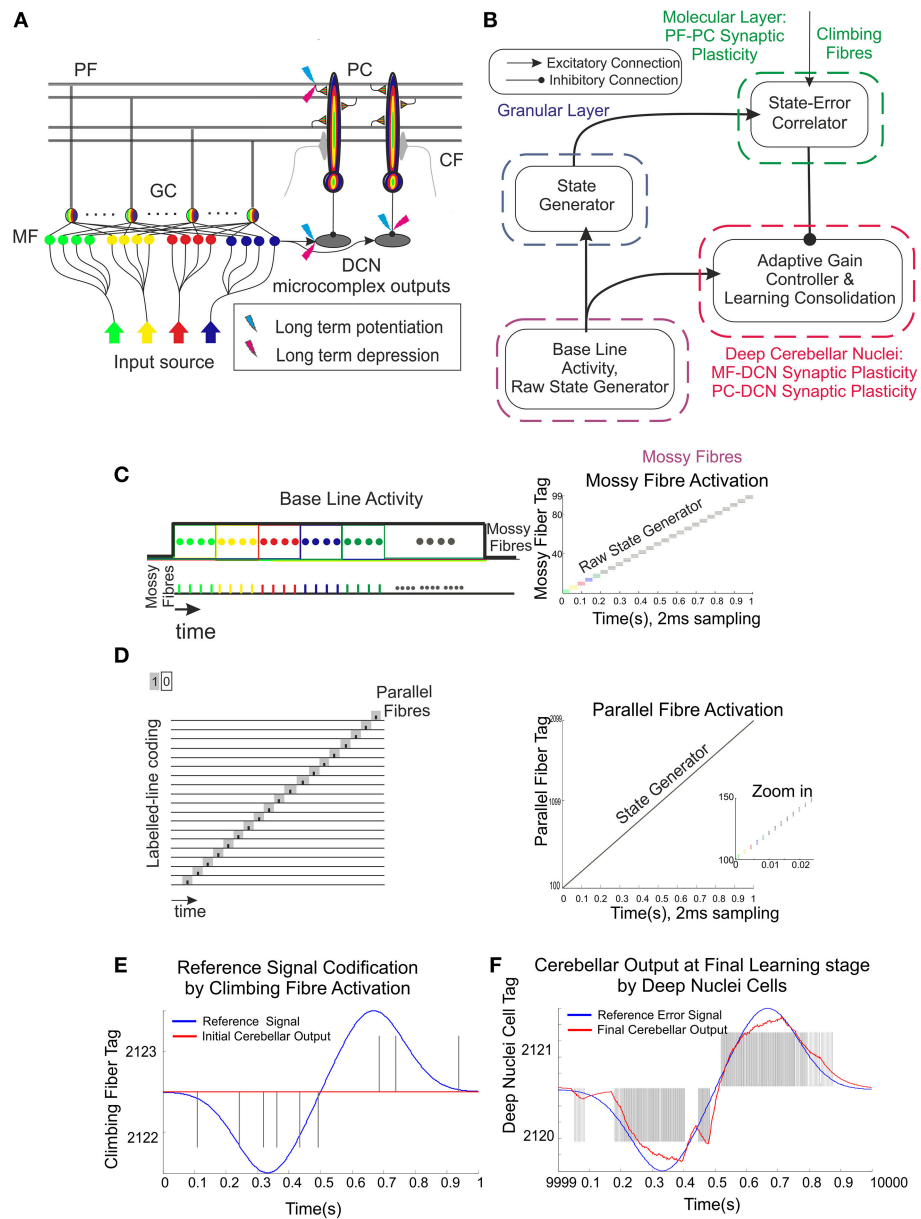 A
PF
PC
CF
GC
MF
DCN
microcomplex outputs
Input source
Long term potentiation
Long term depression
B
Molecular Layer:
PF-PC Synaptic
Plasticity
Climbing
Fibres
Excitatory Connection
Inhibitory Connection
Granular Layer
State-Error
Correlator
State
Generator
Adaptive Gain
Controller &
Learning Consolidation
Base Line
Activity,
Raw State Generator
Deep Cerebellar Nuclei:
MF-DCN Synaptic Plasticity
PC-DCN Synaptic Plasticity
Mossy Fibres
C
Base Line Activity
Mossy
Fibres
Mossy
Fibres
time
Mossy Fibre Activation
Mossy Fiber Tag
99
80
40
Raw State Generator
0 0.1 0.2 0.3 0.4 0.5 0.6 0.7 0.8 0.9 1
Time(s), 2ms sampling
D
1 0
Parallel
Fibres
Labelled-line coding
time
Parallel Fibre Activation
Parallel Fiber Tag
2099
1099
100
State Generator
Zoom in
150
100
0 0.01 0.02
0 0.1 0.2 0.3 0.4 0.5 0.6 0.7 0.8 0.9 1
Time(s), 2ms sampling
E
Reference Signal Codification
by Climbing Fibre Activation
Reference Signal
Initial Cerebellar Output
Climbing Fiber Tag
2123
2122
0 0.1 0.2 0.3 0.4 0.5 0.6 0.7 0.8 0.9 1
Time(s)
F
Cerebellar Output at Final Learning stage
by Deep Nuclei Cells
Reference Error Signal
Final Cerebellar Output
Deep Nuclei Cell Tag
2121
2120
9999 0.1 0.2 0.3 0.4 0.5 0.6 0.7 0.8 0.9 10000
Time(s)